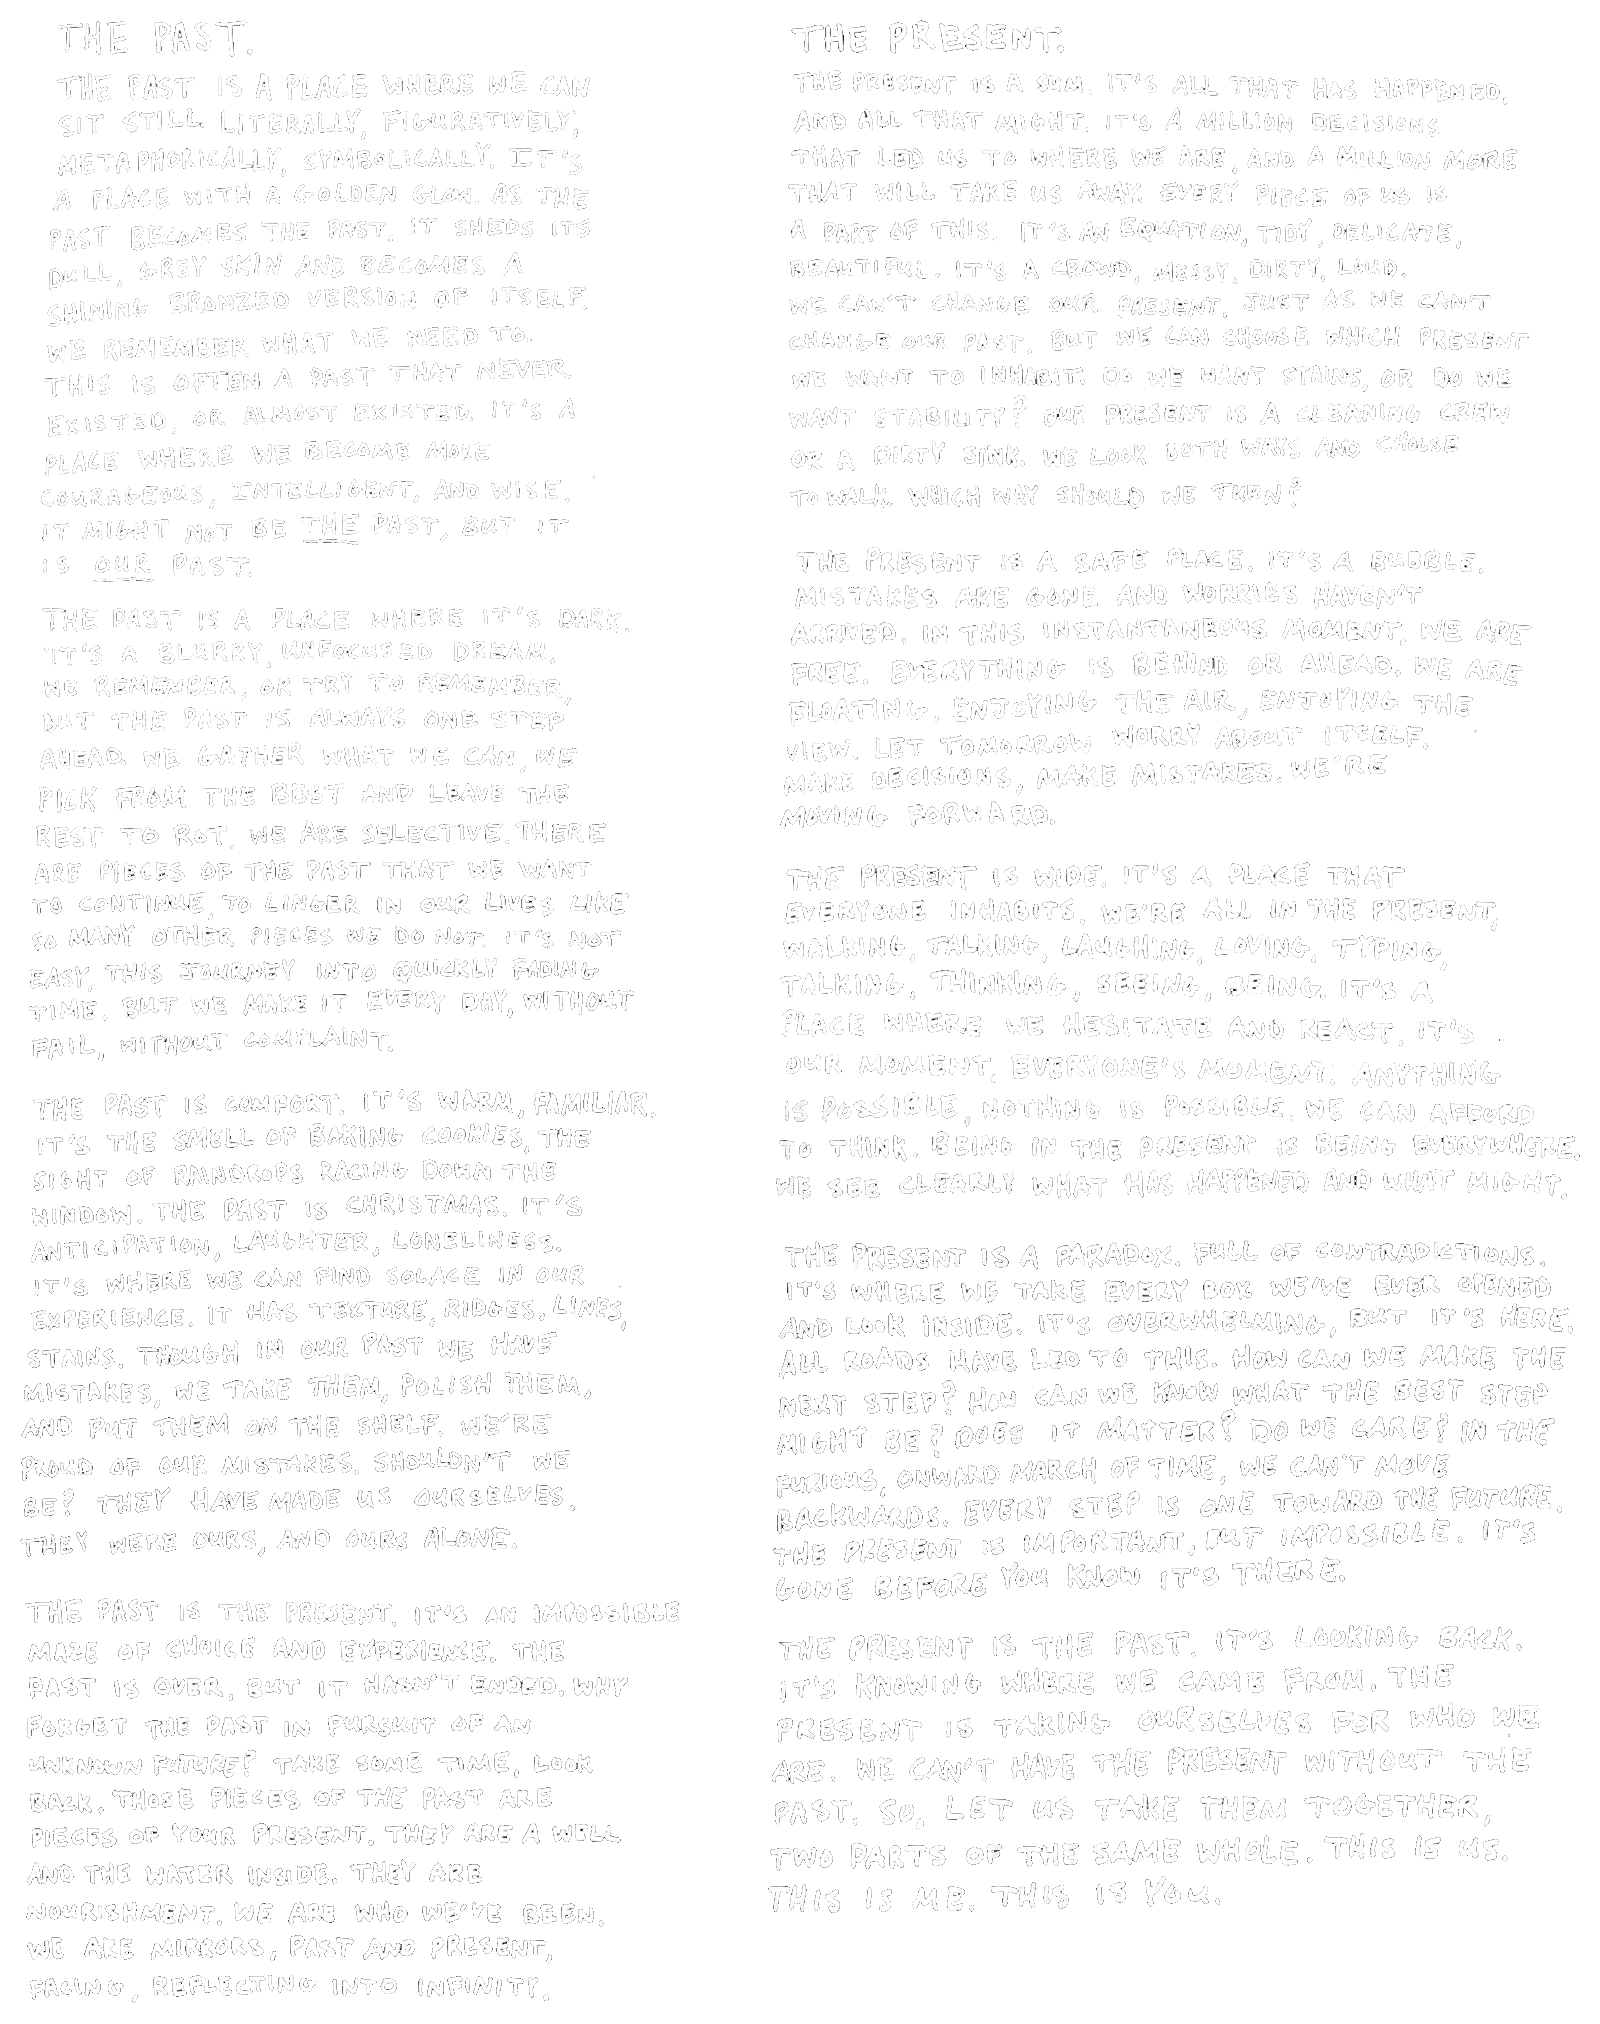 THE PAST.
THE PAST IS A PLACE WHERE WE CAN
SIT STILL. LITERALLY, FIGURATIVELY,
METAPHORICALLY, SYMBOLICALLY. IT'S
A PLACE WITH A GOLDEN GLOW. AS THE
PAST BECOMES THE PAST, IT SHEDS ITS
DULL, GREY SKIN AND BECOMES A
SHINING BRONZED VERSION OF ITSELF.
WE REMEMBER WHAT WE NEED TO.
THIS IS OFTEN A PAST THAT NEVER
EXISTED, OR ALMOST EXISTED. IT'S A
PLACE WHERE WE BECOME MORE
COURAGEOUS, INTELLIGENT, AND WISE.
IT MIGHT NOT BE THE PAST, BUT IT
IS OUR PAST.
THE PAST IS A PLACE WHERE IT'S DARK.
IT'S A BLURRY, UNFOCUSED DREAM.
WE REMEMBER, OR TRY TO REMEMBER,
BUT THE PAST IS ALWAYS ONE STEP
AHEAD. WE GATHER WHAT WE CAN, WE
PICK FROM THE BEST AND LEAVE THE
REST TO ROT. WE ARE SELECTIVE. THERE
ARE PIECES OF THE PAST THAT WE WANT
TO CONTINUE, TO LINGER IN OUR LIVES LIKE
SO MANY OTHER PIECES WE DO NOT. IT'S NOT
EASY, THIS JOURNEY INTO QUICKLY FADING
TIME. BUT WE MAKE IT EVERY DAY, WITHOUT
FAIL, WITHOUT COMPLAINT.
THE PAST IS COMFORT. IT'S WARM, FAMILIAR.
IT'S THE SMELL OF BAKING COOKIES, THE
SIGHT OF RAINDROPS RACING DOWN THE
WINDOW. THE PAST IS CHRISTMAS. IT'S
ANTICIPATION, LAUGHTER, LONELINESS.
IT'S WHERE WE CAN FIND SOLACE IN OUR
EXPERIENCE. IT HAS TEXTURE, RIDGES, LINES,
STAINS. THOUGH IN OUR PAST WE HAVE
MISTAKES, WE TAKE THEM, POLISH THEM,
AND PUT THEM ON THE SHELF. WE'RE
PROUD OF OUR MISTAKES. SHOULDN'T WE
BE? THEY HAVE MADE US OURSELVES.
THEY WERE OURS, AND OURS ALONE.
THE PAST IS THE PRESENT. IT'S AN IMPOSSIBLE
MAZE OF CHOICE AND EXPERIENCE. THE
PAST IS OVER, BUT IT HASN'T ENDED. WHY
FORGET THE PAST IN PURSUIT OF AN
UNKNOWN FUTURE? TAKE SOME TIME, LOOK
BACK. THOSE PIECES OF THE PAST ARE
PIECES OF YOUR PRESENT. THEY ARE A WELL
AND THE WATER INSIDE. THEY ARE
NOURISHMENT. WE ARE WHO WE'VE BEEN.
WE ARE MIRRORS, PAST AND PRESENT,
FACING, REFLECTING INTO INFINITY.
THE PRESENT.
THE PRESENT IS A SUM. IT'S ALL THAT HAS HAPPENED,
AND ALL THAT MIGHT. IT'S A MILLION DECISIONS
THAT LED US TO WHERE WE ARE, AND A MILLION MORE
THAT WILL TAKE US AWAY. EVERY PIECE OF US IS
A PART OF THIS. IT'S AN EQUATION, TIDY, DELICATE,
BEAUTIFUL. IT'S A CROWD, MESSY, DIRTY, LOUD.
WE CAN'T CHANGE OUR PRESENT, JUST AS WE CAN'T
CHANGE OUR PAST. BUT WE CAN CHOOSE WHICH PRESENT
WE WANT TO INHABIT. DO WE WANT STAINS, OR DO WE
WANT STABILITY? OUR PRESENT IS A CLEANING CREW
OR A DIRTY SINK. WE LOOK BOTH WAYS AND CHOOSE
TO WALK. WHICH WAY SHOULD WE TURN?
THE PRESENT IS A SAFE PLACE. IT'S A BUBBLE.
MISTAKES ARE GONE AND WORRIES HAVEN'T
ARRIVED. IN THIS INSTANTANEOUS MOMENT, WE ARE
FREE. EVERYTHING IS BEHIND OR AHEAD. WE ARE
FLOATING, ENJOYING THE AIR, ENJOYING THE
VIEW. LET TOMORROW WORRY ABOUT ITSELF.
MAKE DECISIONS, MAKE MISTAKES. WE'RE
MOVING FORWARD.
THE PRESENT IS WIDE. IT'S A PLACE THAT
EVERYONE INHABITS. WE'RE ALL IN THE PRESENT,
WALKING, TALKING, LAUGHING, LOVING, TYPING,
TALKING, THINKING, SEEING, BEING. IT'S A
PLACE WHERE WE HESITATE AND REACT. IT'S
OUR MOMENT, EVERYONE'S MOMENT. ANYTHING
IS POSSIBLE, NOTHING IS POSSIBLE. WE CAN AFFORD
TO THINK. BEING IN THE PRESENT IS BEING EVERYWHERE.
WE SEE CLEARLY WHAT HAS HAPPENED AND WHAT MIGHT.
THE PRESENT IS A PARADOX. FULL OF CONTRADICTIONS.
IT'S WHERE WE TAKE EVERY BOX WE'VE EVER OPENED
AND LOOK INSIDE. IT'S OVERWHELMING, BUT IT'S HERE.
ALL ROADS HAVE LED TO THIS. HOW CAN WE MAKE THE
NEXT STEP? HOW CAN WE KNOW WHAT THE BEST STEP
MIGHT BE? DOES IT MATTER? DO WE CARE? IN THE
FURIOUS, ONWARD MARCH OF TIME, WE CAN'T MOVE
BACKWARDS. EVERY STEP IS ONE TOWARD THE FUTURE.
THE PRESENT IS IMPORTANT, BUT IMPOSSIBLE. IT'S
GONE BEFORE YOU KNOW IT'S THERE.
THE PRESENT IS THE PAST. IT'S LOOKING BACK.
IT'S KNOWING WHERE WE CAME FROM. THE
PRESENT IS TAKING OURSELVES FOR WHO WE
ARE. WE CAN'T HAVE THE PRESENT WITHOUT THE
PAST. SO, LET US TAKE THEM TOGETHER,
TWO PARTS OF THE SAME WHOLE. THIS IS US.
THIS IS ME. THIS IS YOU.